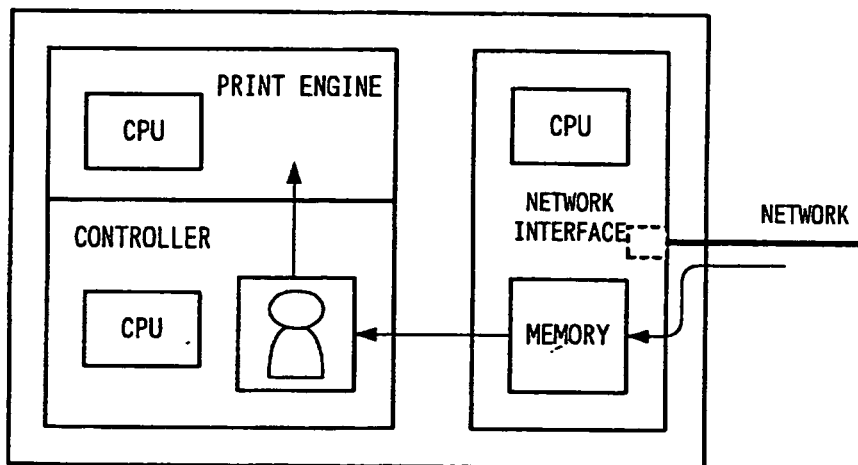 PRINT ENGINE
CPU
CONTROLLER
CPU
CPU
NETWORK
INTERFACE
MEMORY
NETWORK